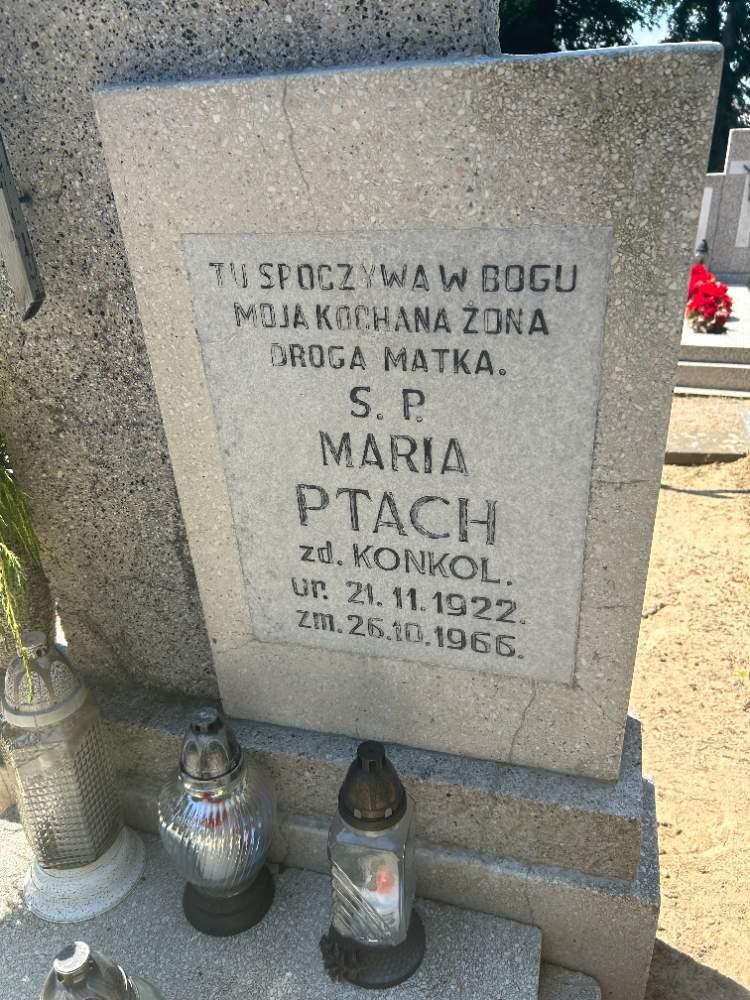 TU SPOCZYWA W BOGU
MOJA KOCHANA ŻONA
DROGA MATKA.
S. P.
MARIA
PTACH
zd. KONKOL.
ur. 21.11.1922.
zm. 26.10.1966.